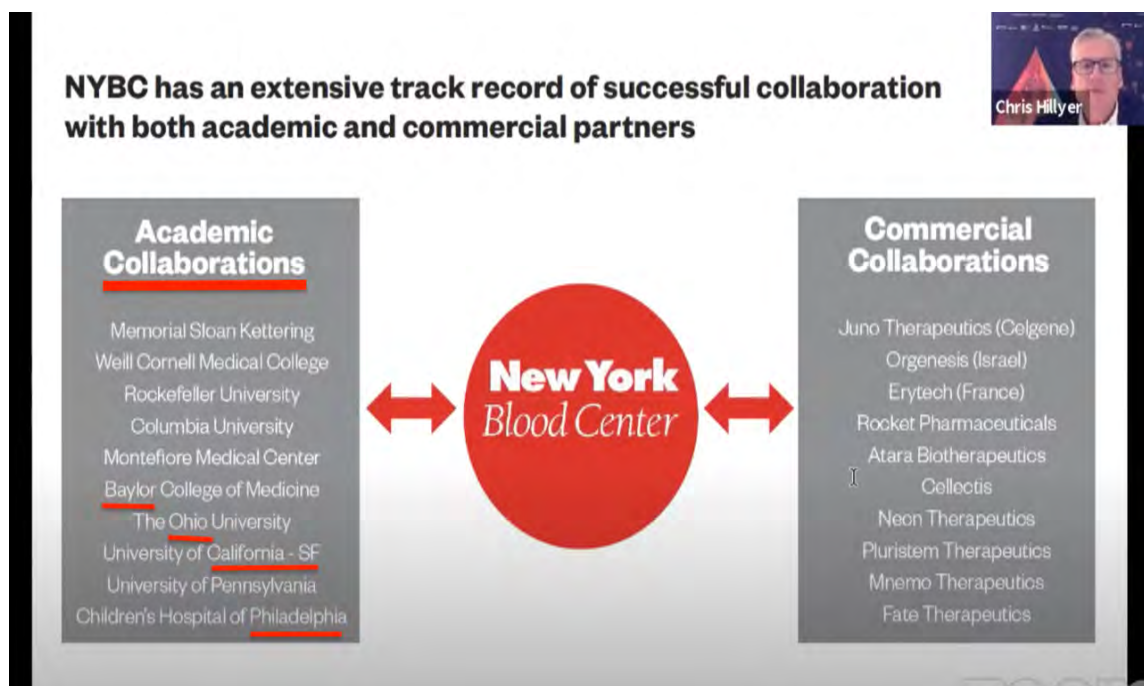 NYBC has an extensive track record of successful collaboration
with both academic and commercial partners
Chris Hillyer
Academic
Collaborations
Memorial Sloan Kettering
Weill Cornell Medical College
Rockefeller University
Columbia University
Montefiore Medical Center
Baylor College of Medicine
The Ohio University
University of California - SF
University of Pennsylvania
Children's Hospital of Philadelphia
New York
Blood Center
Commercial
Collaborations
Juno Therapeutics (Celgene)
Orgenesis (Israel)
Erytech (France)
Rocket Pharmaceuticals
Atara Biotherapeutics
Cellectis
Neon Therapeutics
Pluristem Therapeutics
Mnemo Therapeutics
Fate Therapeutics